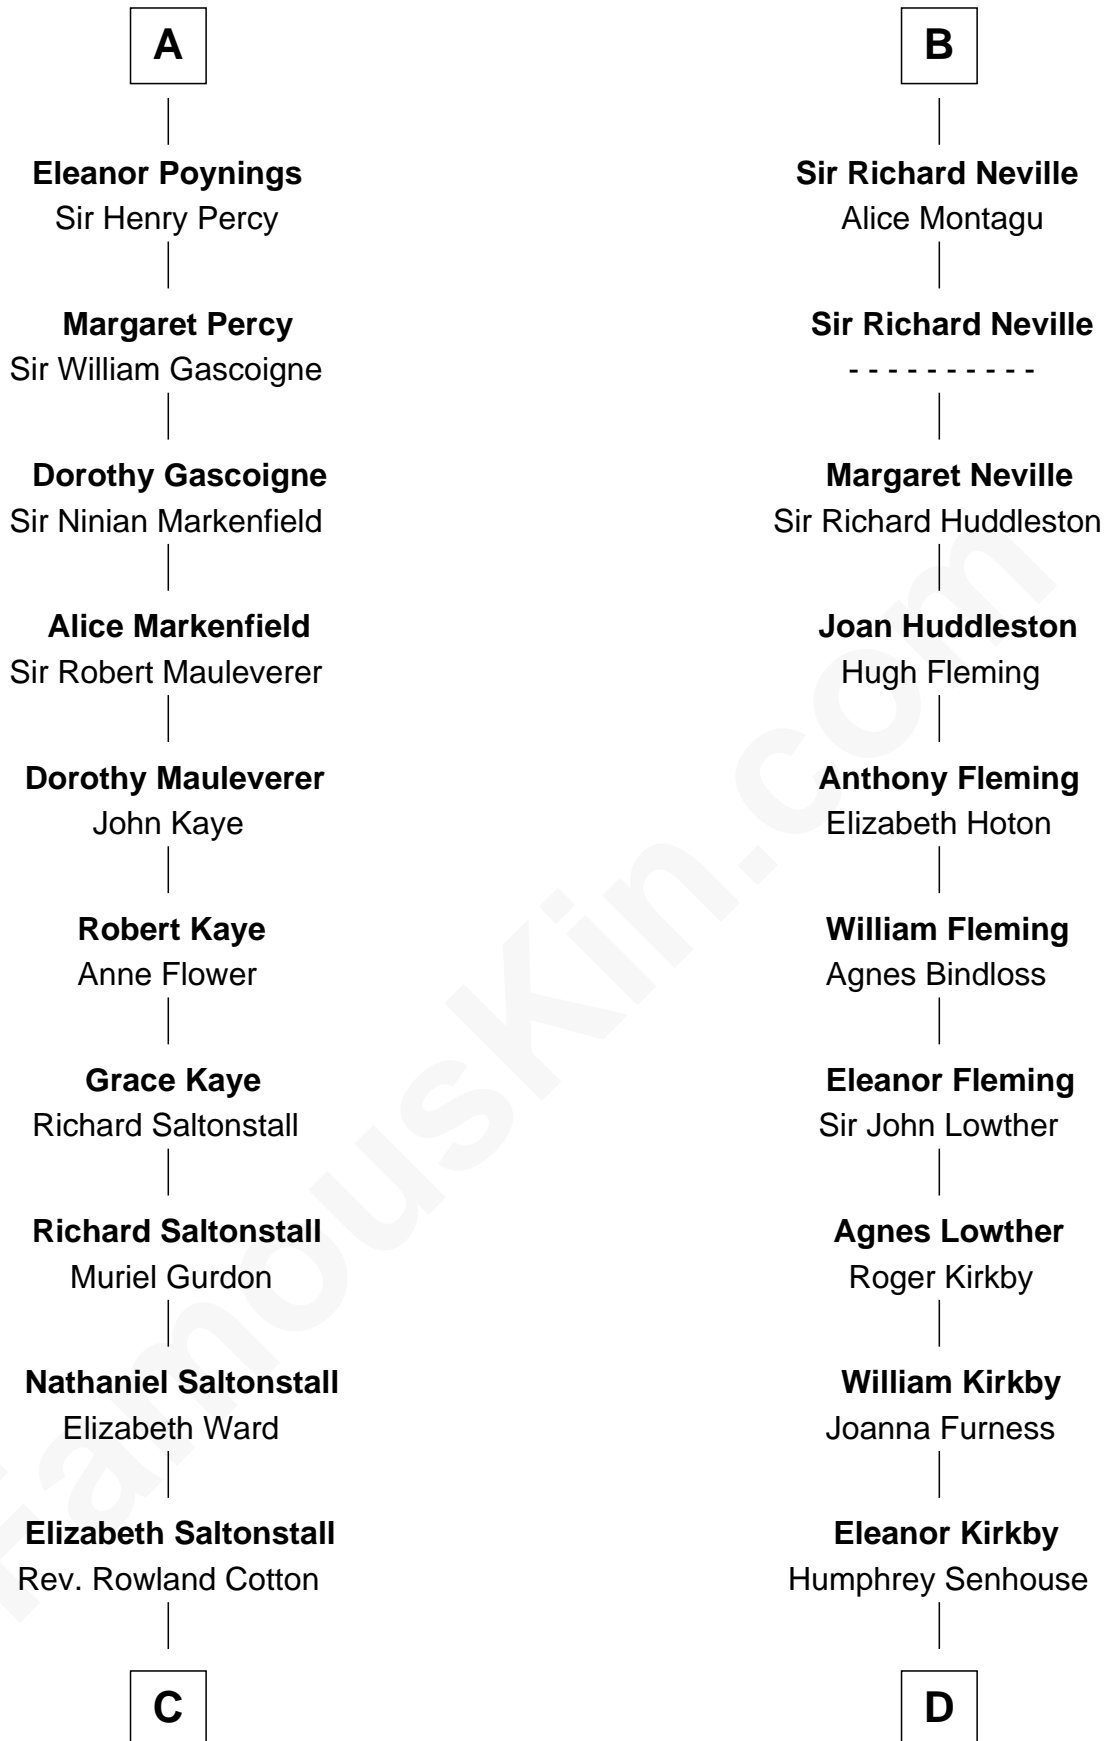 A
Eleanor Poynings
Sir Henry Percy
Margaret Percy
Sir William Gascoigne
Dorothy Gascoigne
Sir Ninian Markenfield
Alice Markenfield
Sir Robert Mauleverer
Dorothy Mauleverer
John Kaye
Robert Kaye
Anne Flower
Grace Kaye
Richard Saltonstall
Richard Saltonstall
Muriel Gurdon
Nathaniel Saltonstall
Elizabeth Ward
Elizabeth Saltonstall
Rev. Rowland Cotton
C
B
Sir Richard Neville
Alice Montagu
Sir Richard Neville
- - - - - - - - - -
Margaret Neville
Sir Richard Huddleston
Joan Huddleston
Hugh Fleming
Anthony Fleming
Elizabeth Hoton
William Fleming
Agnes Bindloss
Eleanor Fleming
Sir John Lowther
Agnes Lowther
Roger Kirkby
William Kirkby
Joanna Furness
Eleanor Kirkby
Humphrey Senhouse
D
FamousKin.com